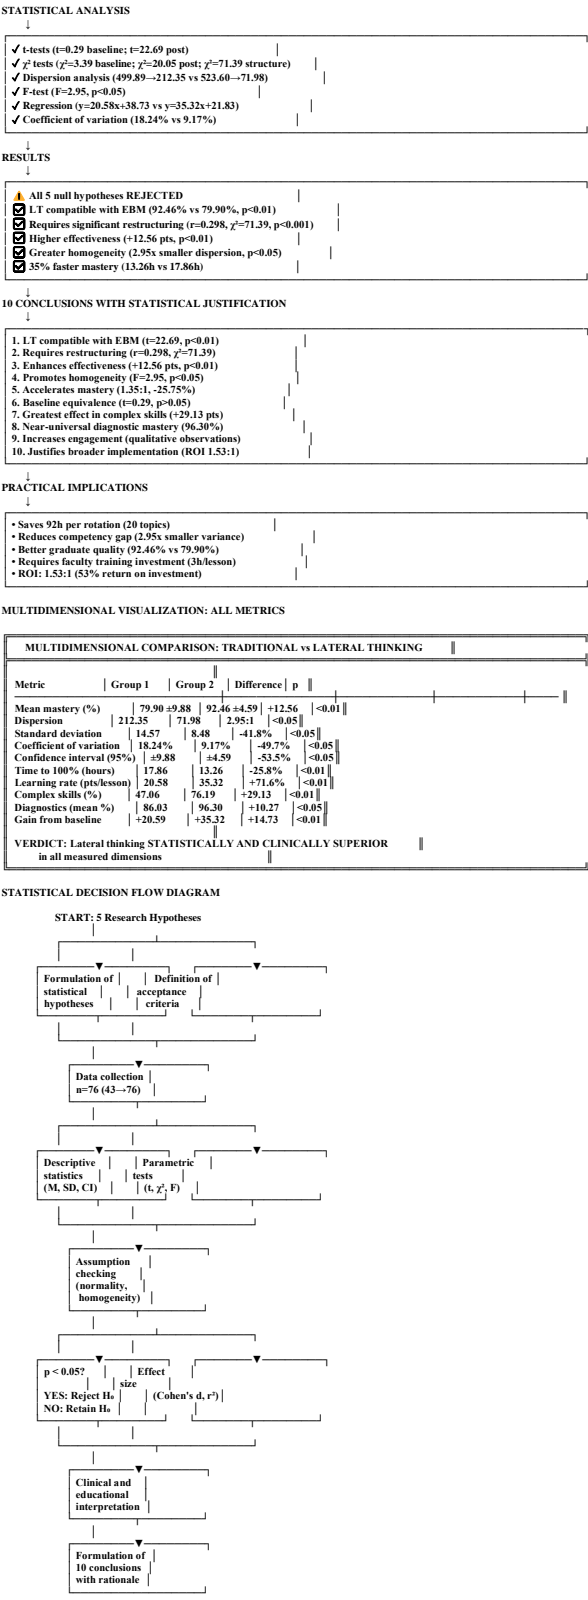 STATISTICAL ANALYSIS
↓
✓ t-tests (t=0.29 baseline; t=22.69 post)
✓ χ² tests (χ²=3.39 baseline; χ²=20.05 post; χ²=71.39 structure)
✓ Dispersion analysis (499.89→212.35 vs 523.60→71.98)
✓ F-test (F=2.95, p<0.05)
✓ Regression (y=20.58x+38.73 vs y=35.32x+21.83)
✓ Coefficient of variation (18.24% vs 9.17%)
↓
RESULTS
↓
⚠ All 5 null hypotheses REJECTED
☑ LT compatible with EBM (92.46% vs 79.90%, p<0.01)
☑ Requires significant restructuring (r=0.298, χ²=71.39, p<0.001)
☑ Higher effectiveness (+12.56 pts, p<0.01)
☑ Greater homogeneity (2.95x smaller dispersion, p<0.05)
☑ 35% faster mastery (13.26h vs 17.86h)
↓
10 CONCLUSIONS WITH STATISTICAL JUSTIFICATION
↓
1. LT compatible with EBM (t=22.69, p<0.01)
2. Requires restructuring (r=0.298, χ²=71.39)
3. Enhances effectiveness (+12.56 pts, p<0.01)
4. Promotes homogeneity (F=2.95, p<0.05)
5. Accelerates mastery (1.35:1, -25.75%)
6. Baseline equivalence (t=0.29, p>0.05)
7. Greatest effect in complex skills (+29.13 pts)
8. Near-universal diagnostic mastery (96.30%)
9. Increases engagement (qualitative observations)
10. Justifies broader implementation (ROI 1.53:1)
↓
PRACTICAL IMPLICATIONS
↓
• Saves 92h per rotation (20 topics)
• Reduces competency gap (2.95x smaller variance)
• Better graduate quality (92.46% vs 79.90%)
• Requires faculty training investment (3h/lesson)
• ROI: 1.53:1 (53% return on investment)
MULTIDIMENSIONAL VISUALIZATION: ALL METRICS
MULTIDIMENSIONAL COMPARISON: TRADITIONAL vs LATERAL THINKING
Metric | Group 1 | Group 2 | Difference | p
Mean mastery (%) | 79.90 ±9.88 | 92.46 ±4.59 | +12.56 | <0.01
Dispersion | 212.35 | 71.98 | 2.95:1 | <0.05
Standard deviation | 14.57 | 8.48 | -41.8% | <0.05
Coefficient of variation | 18.24% | 9.17% | -49.7% | <0.05
Confidence interval (95%) | ±9.88 | ±4.59 | -53.5% | <0.05
Time to 100% (hours) | 17.86 | 13.26 | -25.8% | <0.01
Learning rate (pts/lesson) | 20.58 | 35.32 | +71.6% | <0.01
Complex skills (%) | 47.06 | 76.19 | +29.13 | <0.01
Diagnostics (mean %) | 86.03 | 96.30 | +10.27 | <0.05
Gain from baseline | +20.59 | +35.32 | +14.73 | <0.01
VERDICT: Lateral thinking STATISTICALLY AND CLINICALLY SUPERIOR
in all measured dimensions
STATISTICAL DECISION FLOW DIAGRAM
START: 5 Research Hypotheses
Formulation of | Definition of
statistical | acceptance
hypotheses | criteria
Data collection
n=76 (43→76)
Descriptive | Parametric
statistics | tests
(M, SD, CI) | (t, χ², F)
Assumption
checking
(normality,
homogeneity)
p < 0.05? | Effect
size
YES: Reject H₀ | (Cohen's d, r²)
NO: Retain H₀
Clinical and
educational
interpretation
Formulation of
10 conclusions
with rationale